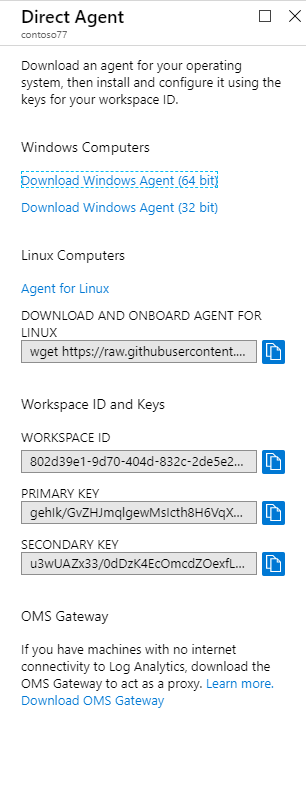 Direct Agent
contoso77
Download an agent for your operating
system, then install and configure it using the
keys for your workspace ID.
Windows Computers
Download Windows Agent (64 bit)
Download Windows Agent (32 bit)
Linux Computers
Agent for Linux
DOWNLOAD AND ONBOARD AGENT FOR
LINUX
wget https://raw.githubusercontent....
Workspace ID and Keys
WORKSPACE ID
802d39e1-9d70-404d-832c-2de5e2...
PRIMARY KEY
gehIk/GvZHJmqlgewMsIcth8H6VqX...
SECONDARY KEY
u3wUAZx33/0dDzK4EcOmcdZOexfL...
OMS Gateway
If you have machines with no internet
connectivity to Log Analytics, download the
OMS Gateway to act as a proxy. Learn more.
Download OMS Gateway